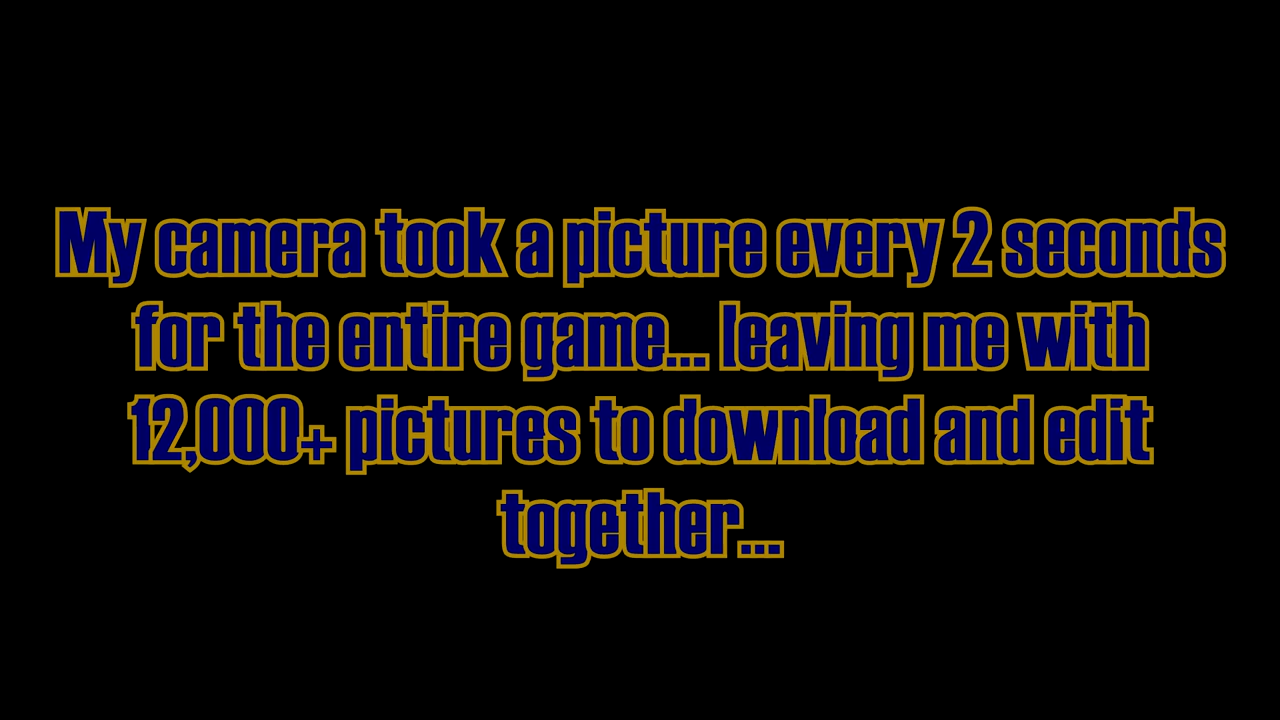 My camera took a picture every 2 seconds
for the entire game... leaving me with
12,000+ pictures to download and edit
together...